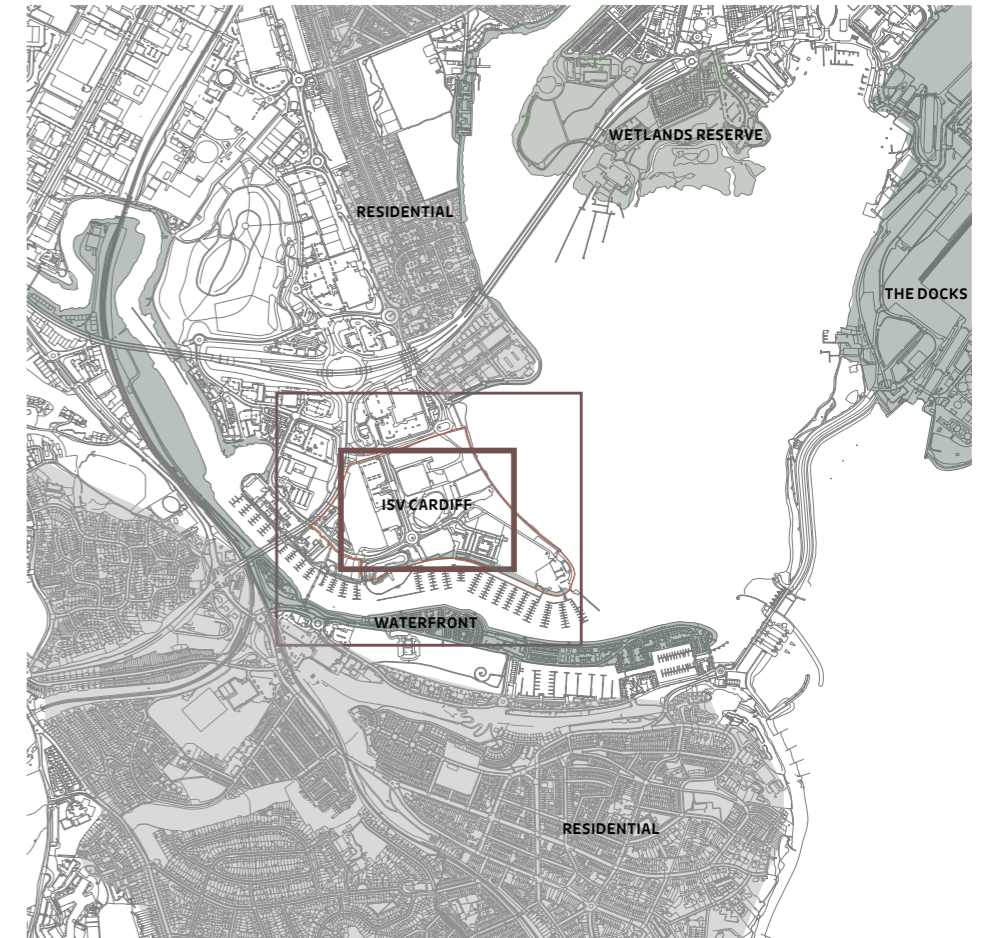 WETLANDS RESERVE
RESIDENTIAL
THE DOCKS
ISV CARDIFF
WATERFRONT
RESIDENTIAL